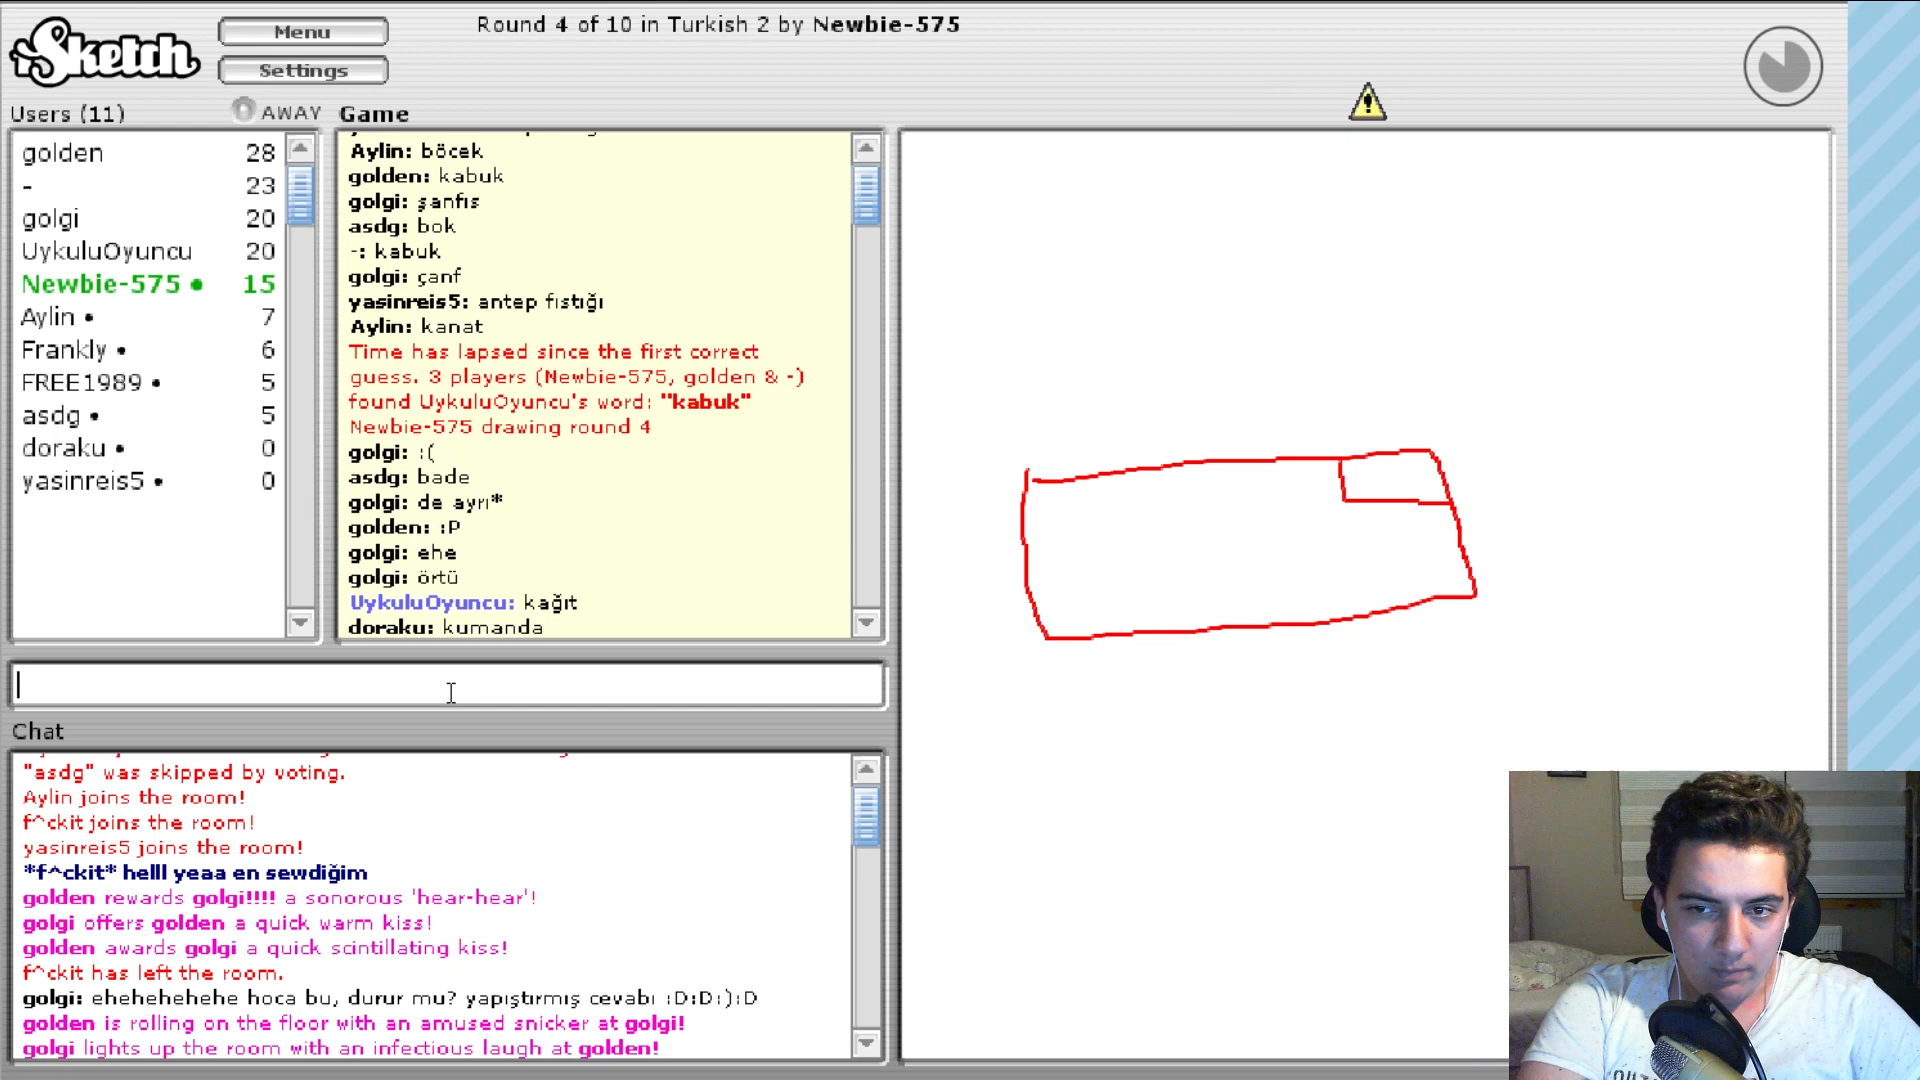 iSketch
Menu
Settings
Round 4 of 10 in Turkish 2 by Newbie-575
Users (11)
AWAY
Game
golden 28
- 23
golgi 20
UykuluOyuncu 20
Newbie-575 • 15
Aylin • 7
Frankly • 6
FREE1989 • 5
asdg • 5
doraku • 0
yasinreis5 • 0
Aylin: böcek
golden: kabuk
golgi: şanfıs
asdg: bok
-: kabuk
golgi: çanf
yasinreis5: antep fıstığı
Aylin: kanat
Time has lapsed since the first correct
guess. 3 players (Newbie-575, golden & -)
found UykuluOyuncu's word: "kabuk"
Newbie-575 drawing round 4
golgi: :(
asdg: bade
golgi: de ayrı*
golden: :P
golgi: ehe
golgi: örtü
UykuluOyuncu: kağıt
doraku: kumanda
Chat
"asdg" was skipped by voting.
Aylin joins the room!
f^ckit joins the room!
yasinreis5 joins the room!
*f^ckit* helll yeaa en sewdiğim
golden rewards golgi!!!! a sonorous 'hear-hear'!
golgi offers golden a quick warm kiss!
golden awards golgi a quick scintillating kiss!
f^ckit has left the room.
golgi: ehehehehehe hoca bu, durur mu? yapıştırmış cevabı :D:D:):D
golden is rolling on the floor with an amused snicker at golgi!
golgi lights up the room with an infectious laugh at golden!